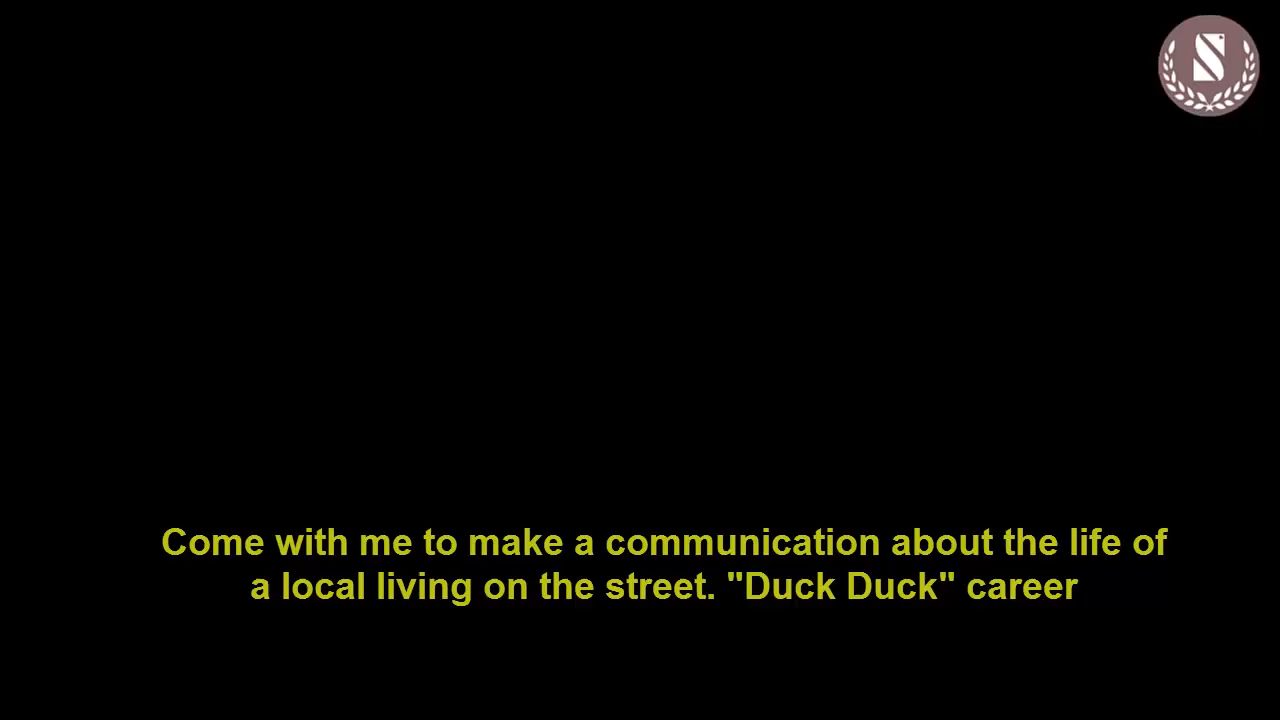 S
Come with me to make a communication about the life of
a local living on the street. "Duck Duck" career